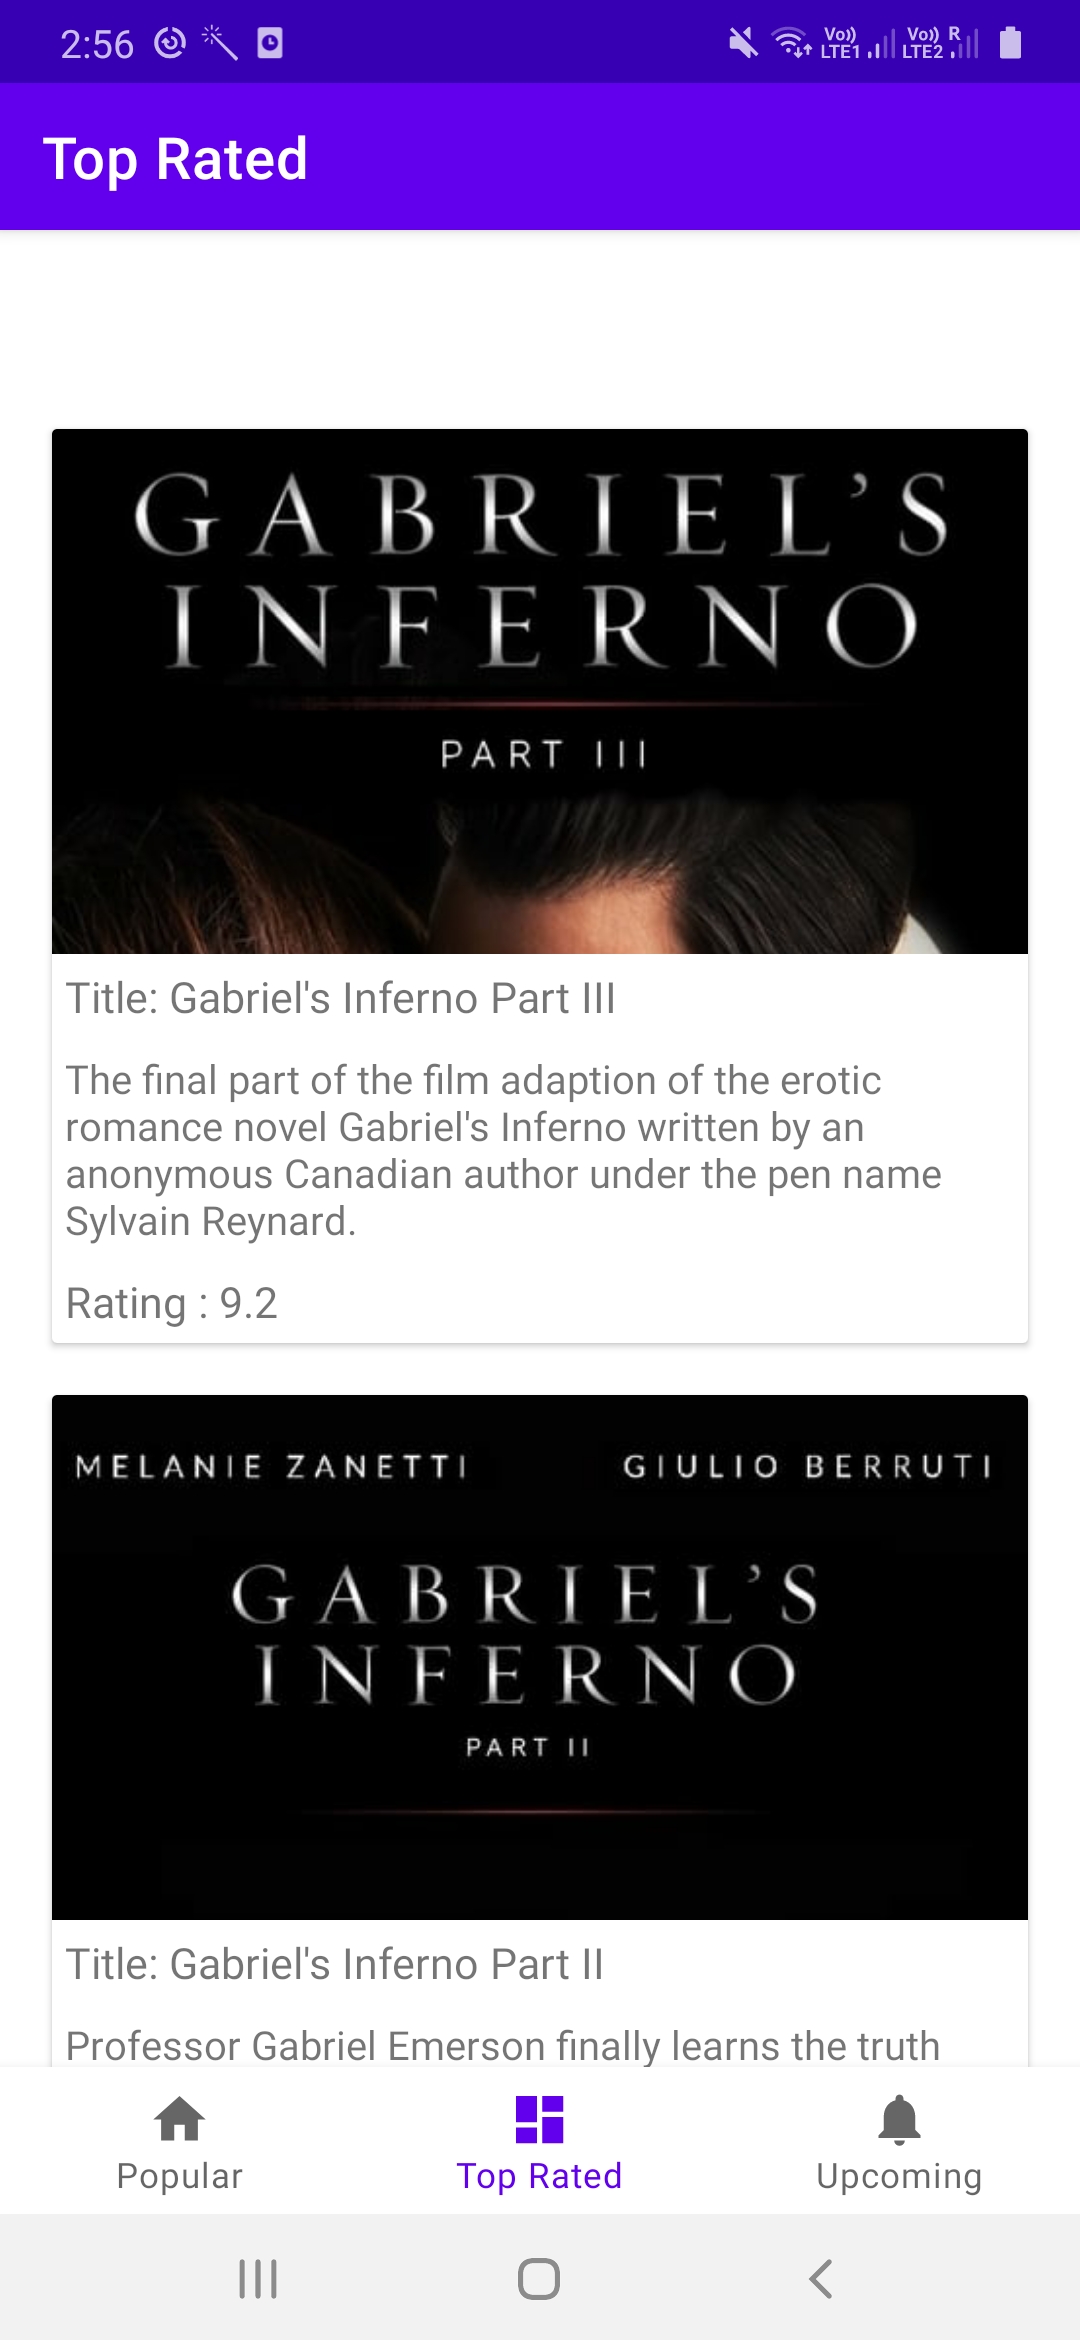 2:56
Vo)) LTE1 Vo)) LTE2 R
Top Rated
GABRIEL'S
INFERNO
PART III
Title: Gabriel's Inferno Part III
The final part of the film adaption of the erotic
romance novel Gabriel's Inferno written by an
anonymous Canadian author under the pen name
Sylvain Reynard.
Rating : 9.2
MELANIE ZANETTI GIULIO BERRUTI
GABRIEL'S
INFERNO
PART II
Title: Gabriel's Inferno Part II
Professor Gabriel Emerson finally learns the truth
Popular Top Rated Upcoming